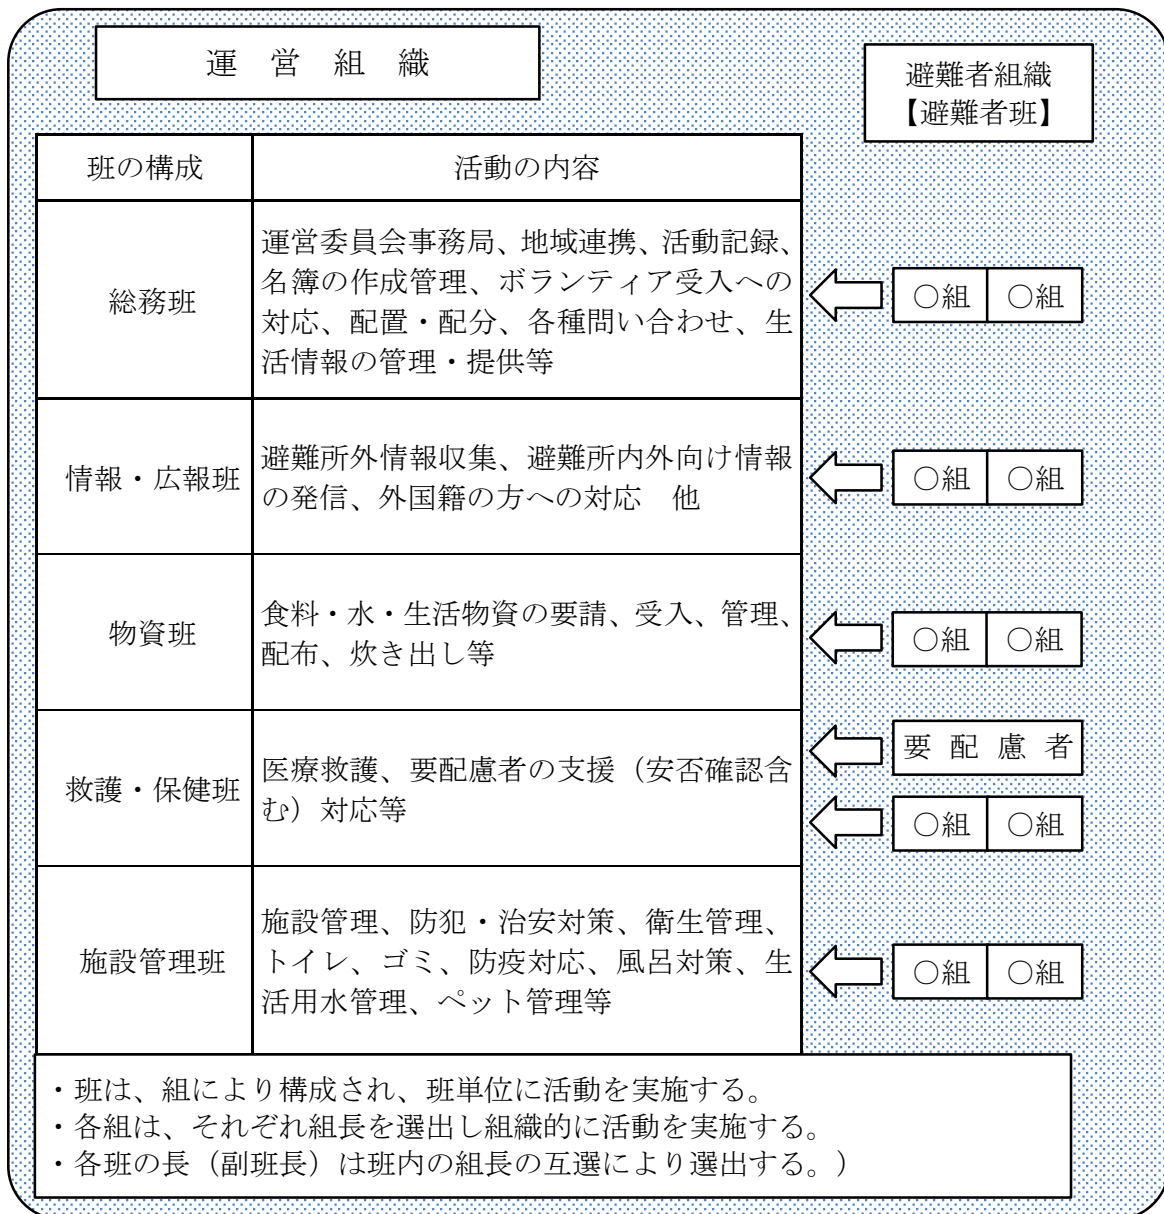 運営組織
避難者組織
【避難者班】
班の構成
活動の内容
総務班
運営委員会事務局、地域連携、活動記録、
名簿の作成管理、ボランティア受入への
対応、配置・配分、各種問い合わせ、生
活情報の管理・提供等
〇組 〇組
情報・広報班
避難所外情報収集、避難所内外向け情報
の発信、外国籍の方への対応　他
〇組 〇組
物資班
食料・水・生活物資の要請、受入、管理、
配布、炊き出し等
〇組 〇組
救護・保健班
医療救護、要配慮者の支援（安否確認含
む）対応等
要配慮者
〇組 〇組
施設管理班
施設管理、防犯・治安対策、衛生管理、
トイレ、ゴミ、防疫対応、風呂対策、生
活用水管理、ペット管理等
〇組 〇組
・班は、組により構成され、班単位に活動を実施する。
・各組は、それぞれ組長を選出し組織的に活動を実施する。
・各班の長（副班長）は班内の組長の互選により選出する。）